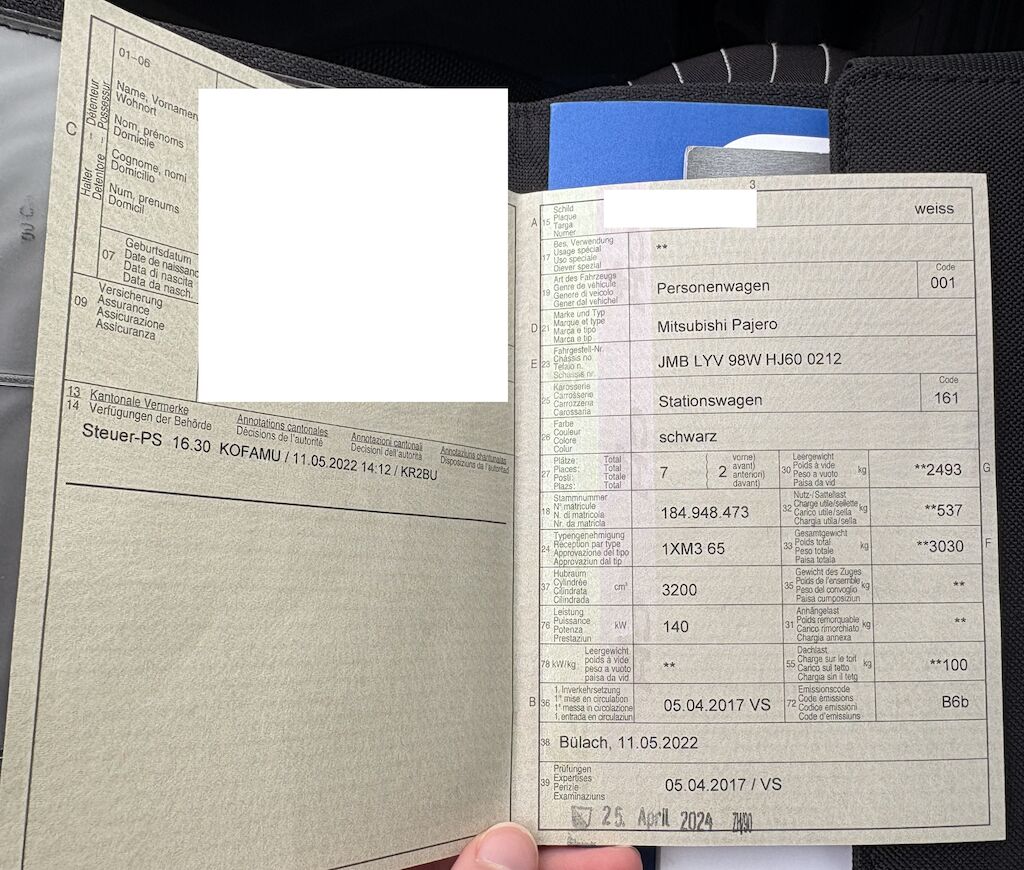 01–06
C
Détenteur
Possessur
Halter
Detentore
Name, Vornamen
Wohnort
Nom, prénoms
Domicile
Cognome, nomi
Domicilio
Num, prenums
Domicil
07
Geburtsdatum
Date de naissanc
Data di nascita
Data da nasch.
09
Versicherung
Assurance
Assicurazione
Assicuranza
13 Kantonale Vermerke
Annotations cantonales
Annotazioni cantonali
Annotaziuns chantunalas
14 Verfügungen der Behörde
Décisions de l'autorité
Decisioni dell'autorità
Disposiziuns da l'autoritad
Steuer-PS 16.30 KOFAMU / 11.05.2022 14:12 / KR2BU
3
A 15
Schild
Plaque
Targa
Numer
weiss
17
Bes. Verwendung
Usage spécial
Uso speciale
Diever spezial
**
19
Art des Fahrzeugs
Genre de véhicule
Genere di veicolo
Gener dal vehichel
Personenwagen
Code
001
D 21
Marke und Typ
Marque et type
Marca e tipo
Marca e tip
Mitsubishi Pajero
E 23
Fahrgestell-Nr.
Châssis no
Telaio n.
Schassis nr.
JMB LYV 98W HJ60 0212
25
Karosserie
Carrosserie
Carrozzeria
Carossaria
Stationswagen
Code
161
26
Farbe
Couleur
Colore
Colur
schwarz
27
Plätze: Total
Places: Total
Posti: Totale
Plazs: Total
7
2
vorne)
avant)
anteriori)
davant)
30
Leergewicht
Poids à vide
Peso a vuoto
Paisa da vid
kg
**2493
G
18
Stammnummer
N° matricule
N. di matricola
Nr. da matricla
184.948.473
32
Nutz-/Sattellast
Charge utile/sellette
Carico utile/sella
Chargia utila/sella
kg
**537
24
Typengenehmigung
Réception par type
Approvazione del tipo
Approvaziun dal tip
1XM3 65
33
Gesamtgewicht
Poids total
Peso totale
Paisa totala
kg
**3030
F
37
Hubraum
Cylindrée
Cilindrata
Cilindrada
cm³
3200
35
Gewicht des Zuges
Poids de l'ensemble
Peso del convoglio
Paisa cumposiziun
kg
**
76
Leistung
Puissance
Potenza
Prestaziun
kW
140
31
Anhängelast
Poids remorquable
Carico rimorchiato
Chargia annexa
kg
**
78 kW/kg:
Leergewicht
poids à vide
peso a vuoto
paisa da vid
**
55
Dachlast
Charge sur le toit
Carico sul tetto
Chargia sin il tetg
kg
**100
B 36
1. Inverkehrsetzung
1re mise en circulation
1a messa in circolazione
1. entrada en circulaziun
05.04.2017 VS
72
Emissionscode
Code émissions
Codice emissioni
Code d'emissiuns
B6b
38
Bülach, 11.05.2022
39
Prüfungen
Expertises
Perizie
Examinaziuns
05.04.2017 / VS
25. April 2024 ZH90